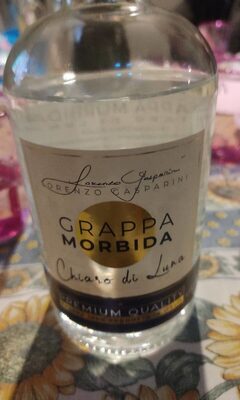 Lorenzo Gasparini
LORENZO GASPARINI
GRAPPA
MORBIDA
Chiaro di Luna
PREMIUM QUALITY